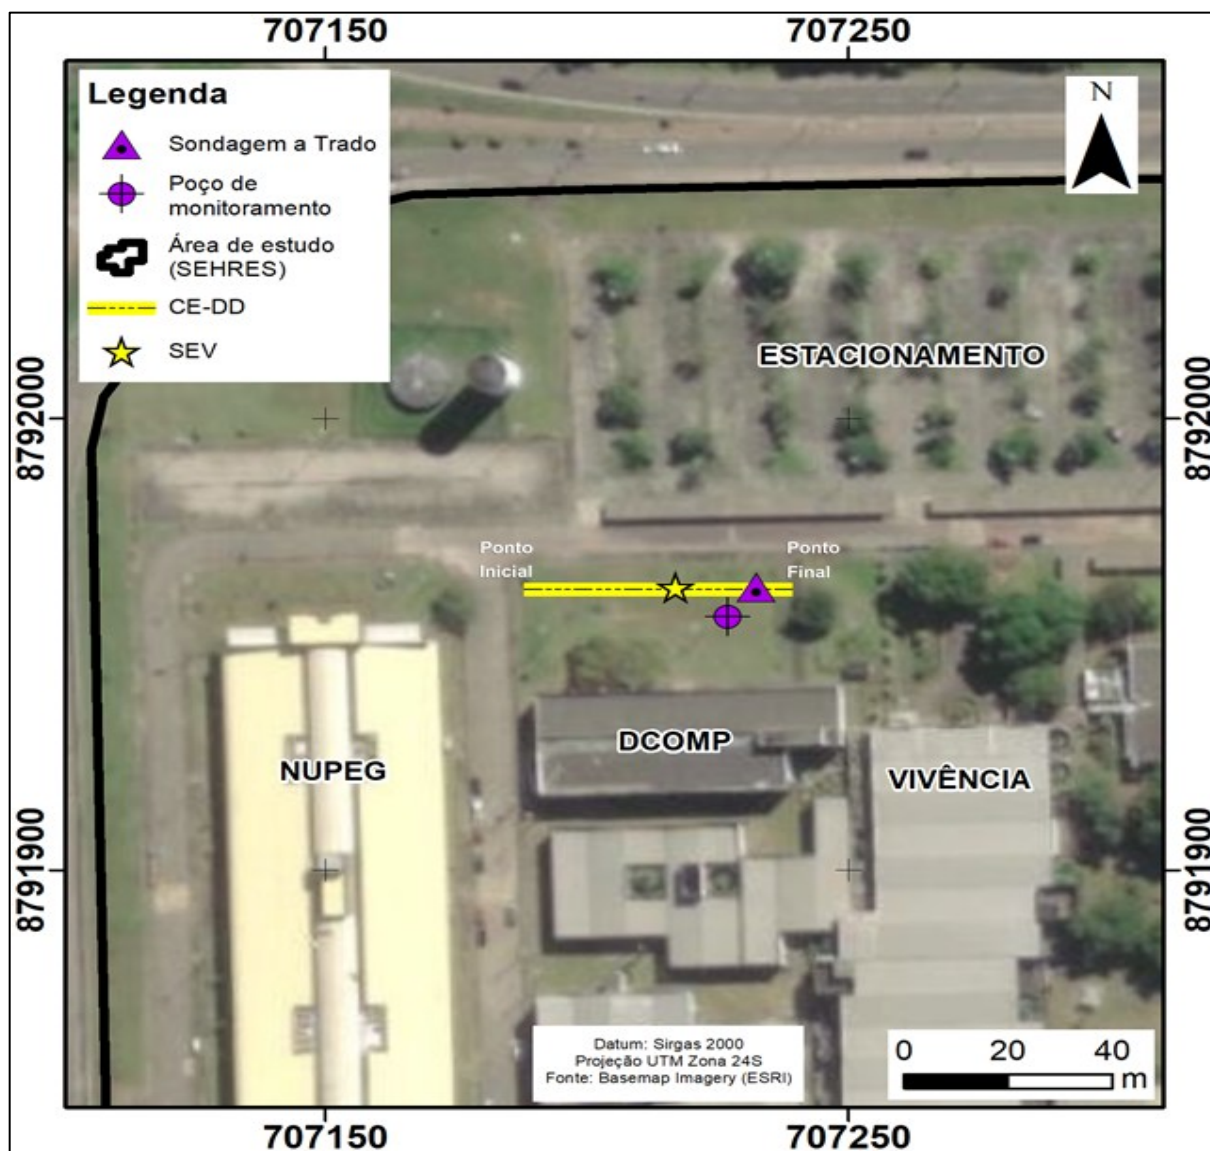 707150 707250
Legenda
Sondagem a Trado
Poço de
monitoramento
Área de estudo
(SEHRES)
CE-DD
SEV
N
ESTACIONAMENTO
8792000
8792000
Ponto
Inicial
Ponto
Final
DCOMP
NUPEG
VIVÊNCIA
8791900
8791900
Datum: Sirgas 2000
Projeção UTM Zona 24S
Fonte: Basemap Imagery (ESRI)
0 20 40
m
707150 707250